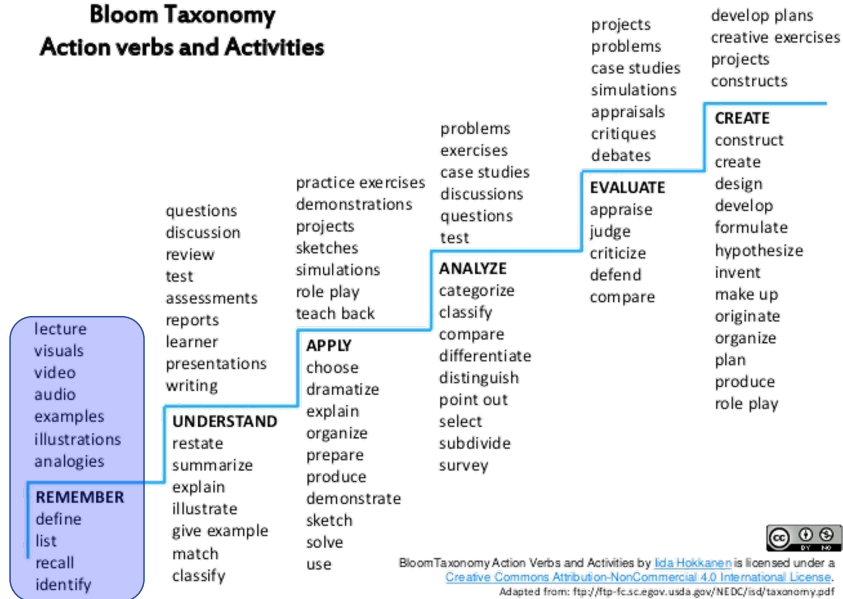 Bloom Taxonomy
Action verbs and Activities
lecture
visuals
video
audio
examples
illustrations
analogies
REMEMBER
define
list
recall
identify
questions
discussion
review
test
assessments
reports
learner
presentations
writing
UNDERSTAND
restate
summarize
explain
illustrate
give example
match
classify
practice exercises
demonstrations
projects
sketches
simulations
role play
teach back
APPLY
choose
dramatize
explain
organize
prepare
produce
demonstrate
sketch
solve
use
problems
exercises
case studies
discussions
questions
test
ANALYZE
categorize
classify
compare
differentiate
distinguish
point out
select
subdivide
survey
projects
problems
case studies
simulations
appraisals
critiques
debates
EVALUATE
appraise
judge
criticize
defend
compare
develop plans
creative exercises
projects
constructs
CREATE
construct
create
design
develop
formulate
hypothesize
invent
make up
originate
organize
plan
produce
role play
cc
BY NC
BloomTaxonomy Action Verbs and Activities by Iida Hokkanen is licensed under a
Creative Commons Attribution-NonCommercial 4.0 International License.
Adapted from: ftp://ftp-fc.sc.egov.usda.gov/NEDC/isd/taxonomy.pdf